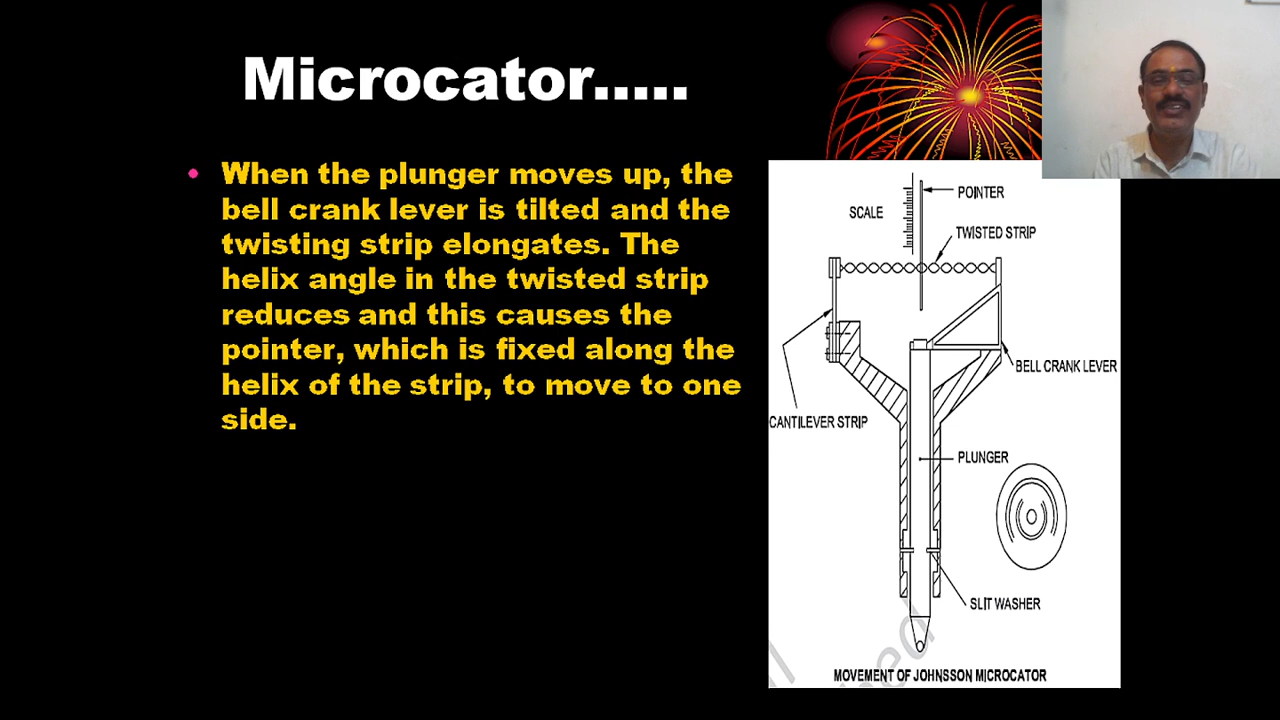 Microcator.....
When the plunger moves up, the
bell crank lever is tilted and the
twisting strip elongates. The
helix angle in the twisted strip
reduces and this causes the
pointer, which is fixed along the
helix of the strip, to move to one
side.
POINTER
SCALE
TWISTED STRIP
BELL CRANK LEVER
CANTILEVER STRIP
PLUNGER
SLIT WASHER
MOVEMENT OF JOHNSSON MICROCATOR